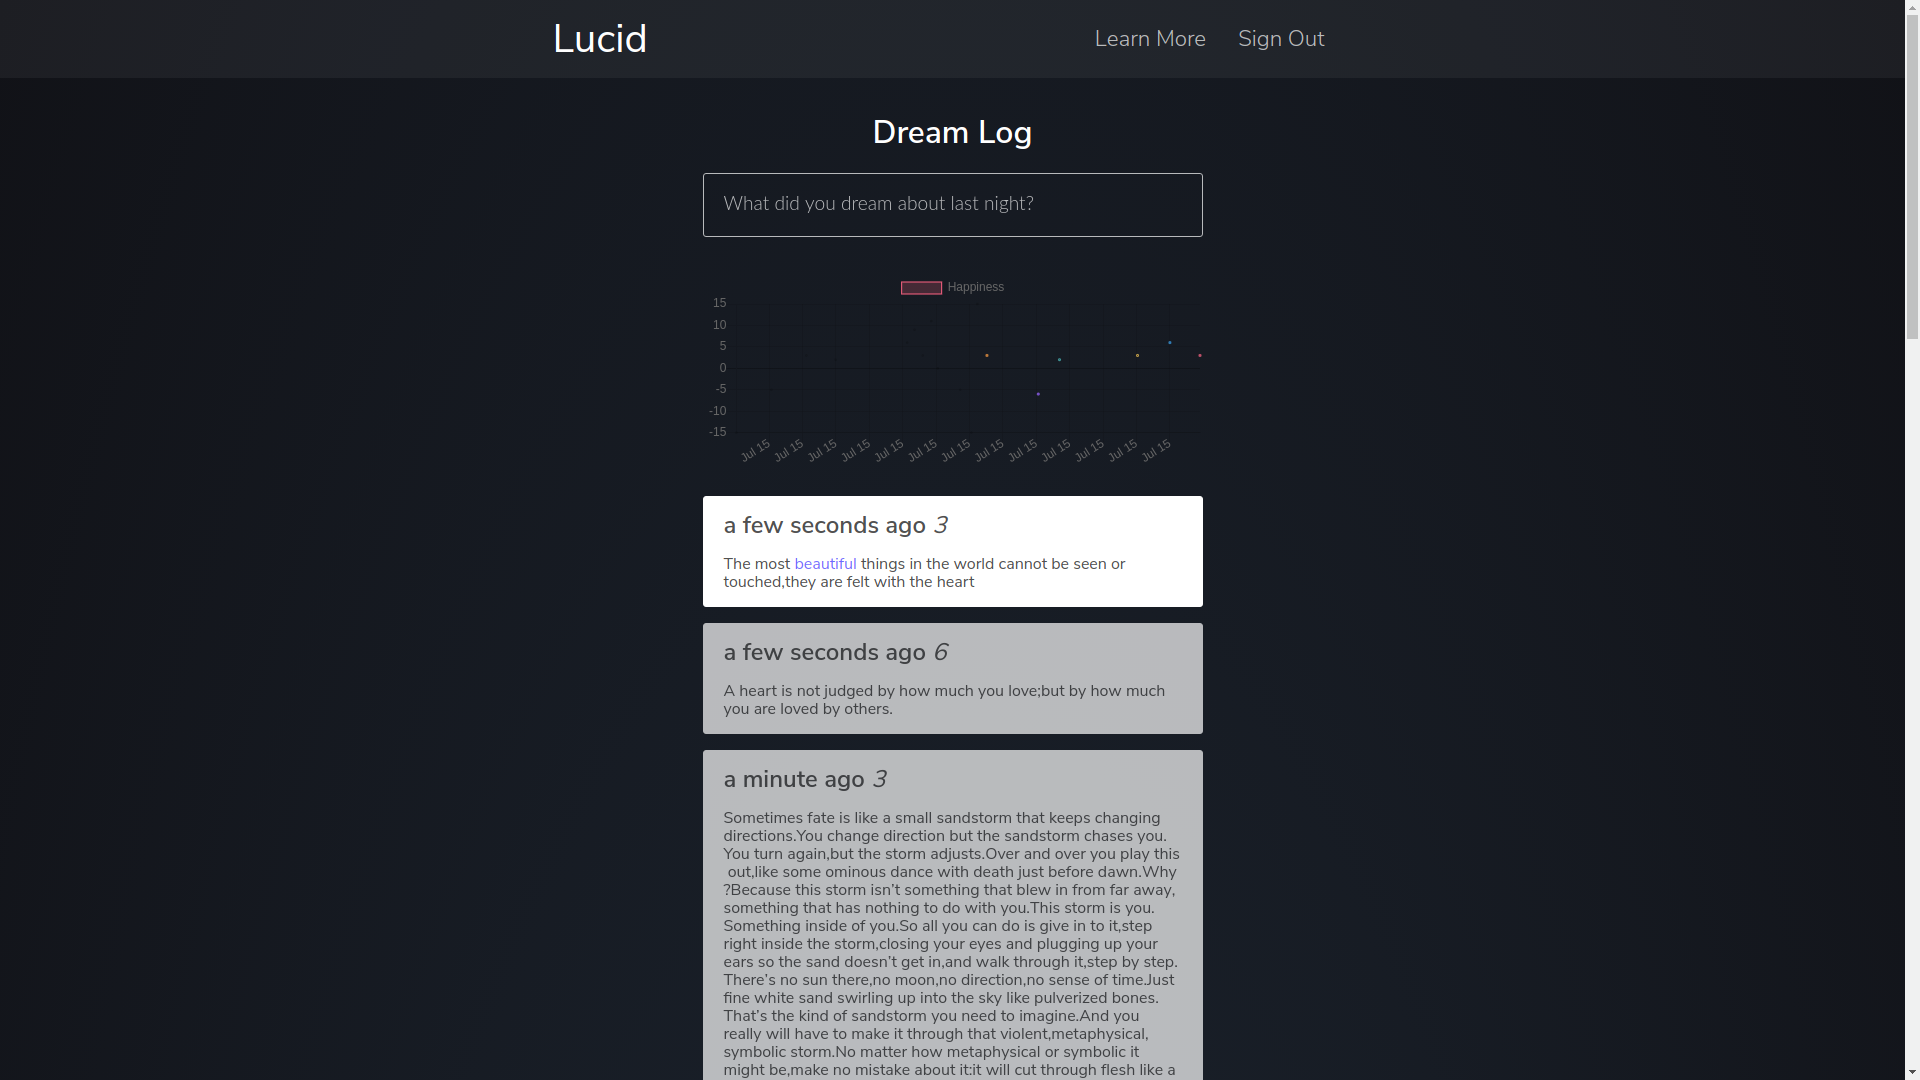 Lucid
Learn More
Sign Out
Dream Log
What did you dream about last night?
Happiness
15
10
5
0
-5
-10
-15
Jul 15 Jul 15 Jul 15 Jul 15 Jul 15 Jul 15 Jul 15 Jul 15 Jul 15 Jul 15 Jul 15 Jul 15 Jul 15
a few seconds ago 3
The most beautiful things in the world cannot be seen or
touched,they are felt with the heart
a few seconds ago 6
A heart is not judged by how much you love;but by how much
you are loved by others.
a minute ago 3
Sometimes fate is like a small sandstorm that keeps changing
directions.You change direction but the sandstorm chases you.
You turn again,but the storm adjusts.Over and over you play this
out,like some ominous dance with death just before dawn.Why
?Because this storm isn’t something that blew in from far away,
something that has nothing to do with you.This storm is you.
Something inside of you.So all you can do is give in to it,step
right inside the storm,closing your eyes and plugging up your
ears so the sand doesn’t get in,and walk through it,step by step.
There’s no sun there,no moon,no direction,no sense of time.Just
fine white sand swirling up into the sky like pulverized bones.
That’s the kind of sandstorm you need to imagine.And you
really will have to make it through that violent,metaphysical,
symbolic storm.No matter how metaphysical or symbolic it
might be,make no mistake about it:it will cut through flesh like a